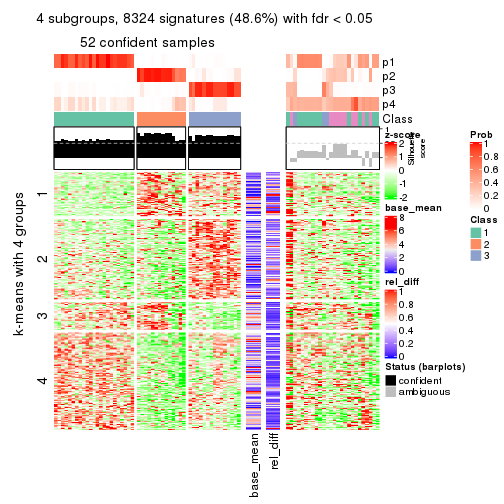 4 subgroups, 8324 signatures (48.6%) with fdr < 0.05
52 confident samples
p1
p2
p3
p4
Class
1
Silhouette
score
z-score
2
1
0
-1
-2
base_mean
8
6
4
2
0
rel_diff
1
0.8
0.6
0.4
0.2
0
Status (barplots)
confident
ambiguous
Prob
1
0.8
0.6
0.4
0.2
0
Class
1
2
3
k-means with 4 groups
1
2
3
4
base_mean
rel_diff